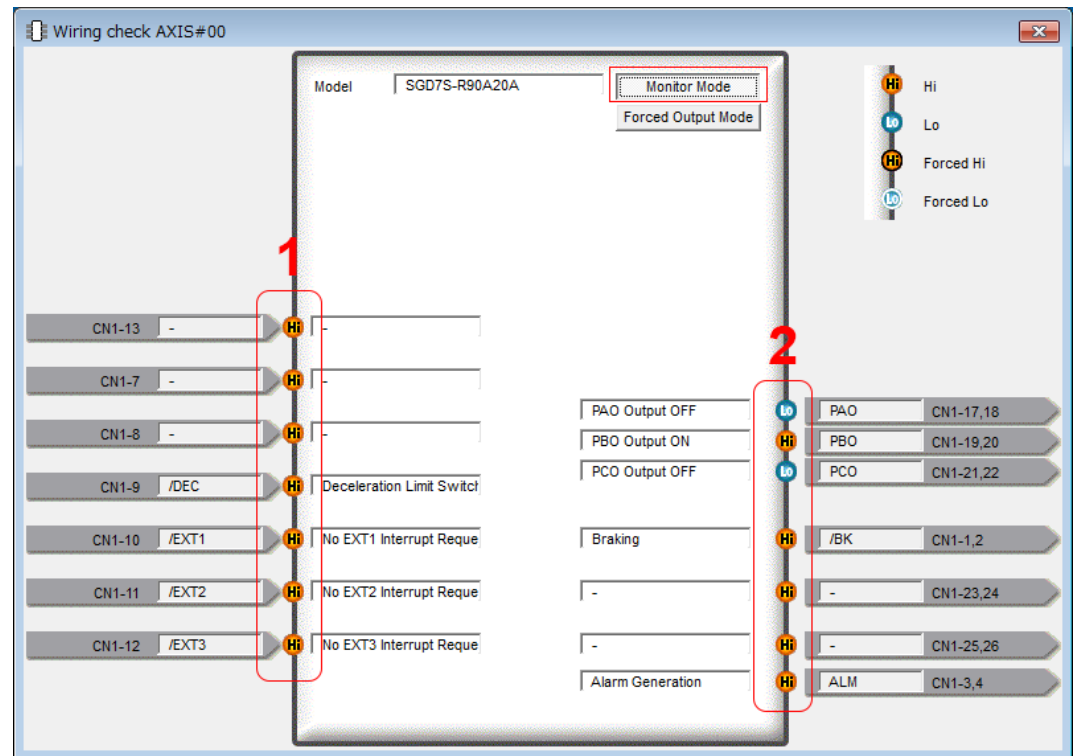 Wiring check AXIS#00
Model SGD7S-R90A20A Monitor Mode
Forced Output Mode
Hi Hi
Lo Lo
Hi Forced Hi
Lo Forced Lo
1
CN1-13 - Hi -
CN1-7 - Hi -
CN1-8 - Hi -
CN1-9 /DEC Hi Deceleration Limit Switch
CN1-10 /EXT1 Hi No EXT1 Interrupt Reque
CN1-11 /EXT2 Hi No EXT2 Interrupt Reque
CN1-12 /EXT3 Hi No EXT3 Interrupt Reque
2
PAO Output OFF Lo PAO CN1-17,18
PBO Output ON Hi PBO CN1-19,20
PCO Output OFF Lo PCO CN1-21,22
Braking Hi /BK CN1-1,2
- Hi - CN1-23,24
- Hi - CN1-25,26
Alarm Generation Hi ALM CN1-3,4